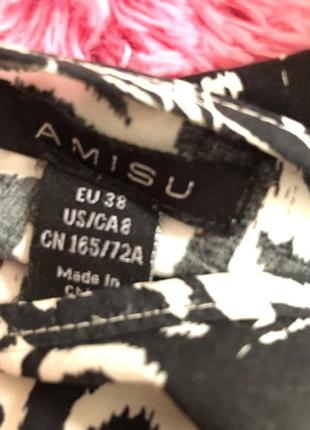 AMISU
EU 38
US/CA 8
CN 165/72A
Made in